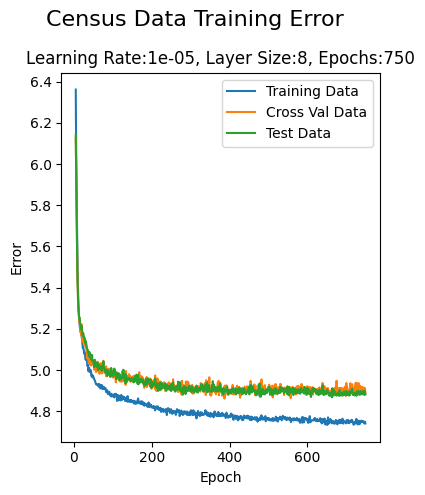 Census Data Training Error
Learning Rate:1e-05, Layer Size:8, Epochs:750
Training Data
Cross Val Data
Test Data
6.4
6.2
6.0
5.8
5.6
5.4
5.2
5.0
4.8
Error
0 200 400 600
Epoch